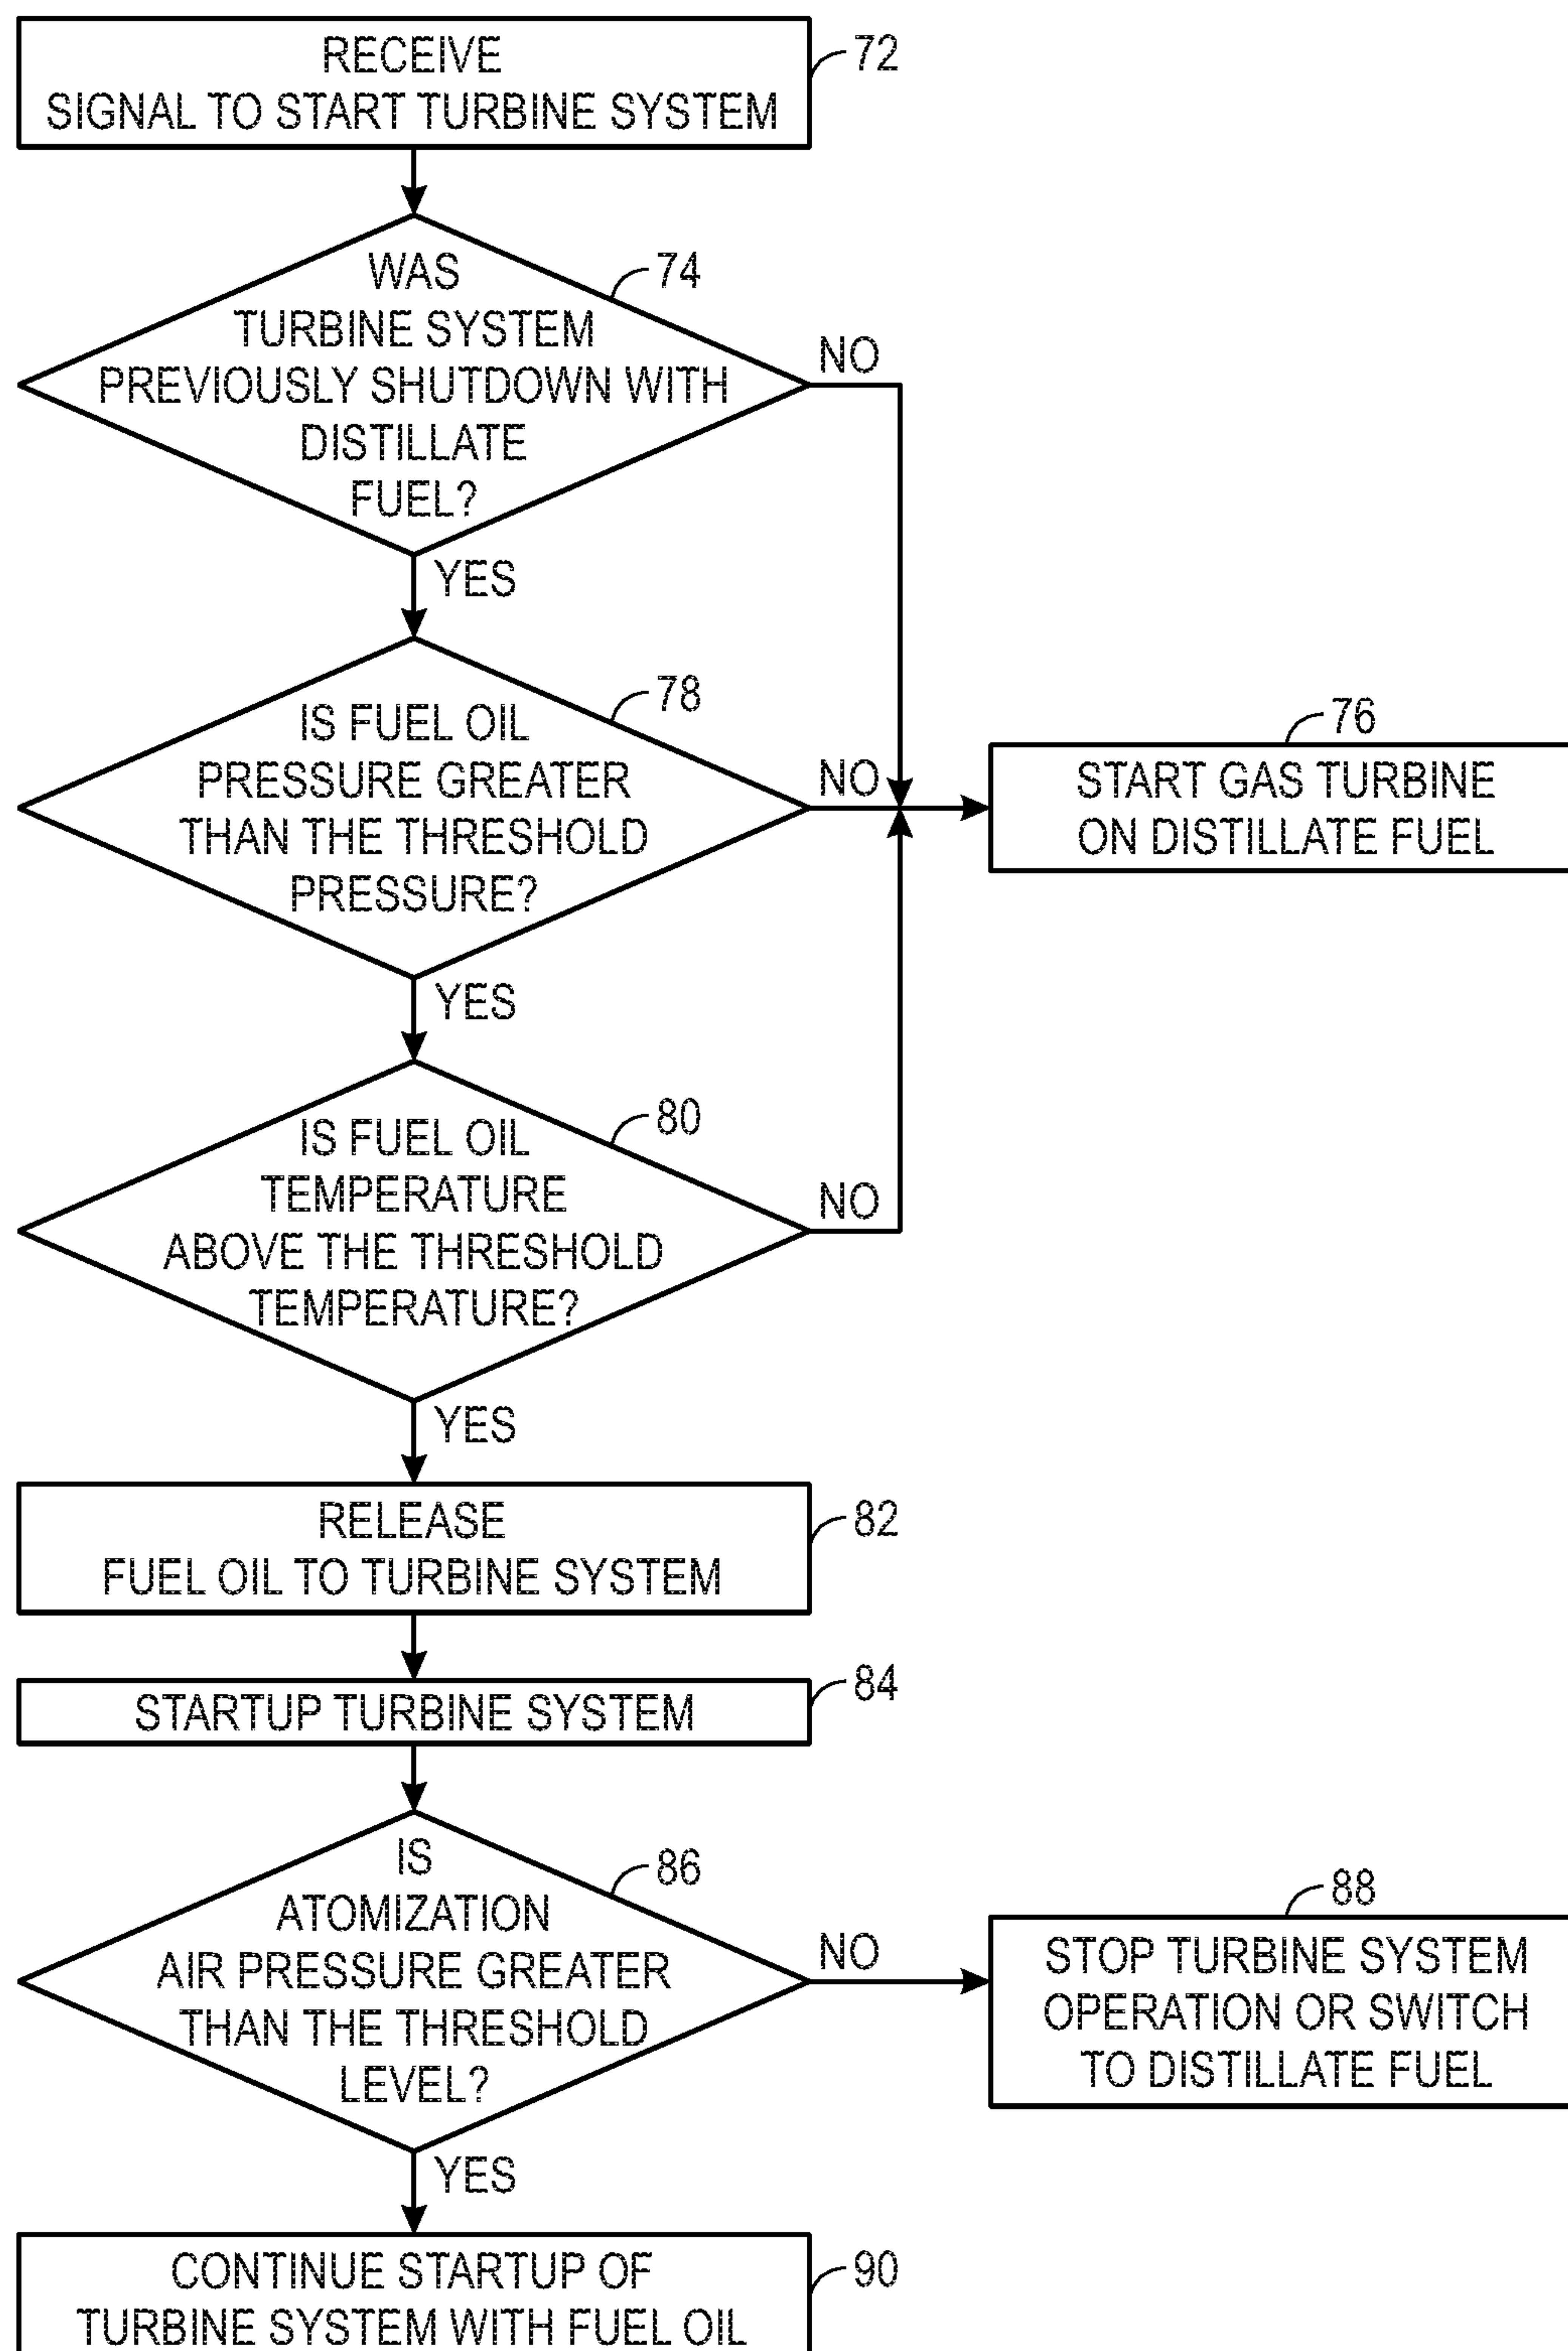 RECEIVE
SIGNAL TO START TURBINE SYSTEM
72
WAS
TURBINE SYSTEM
PREVIOUSLY SHUTDOWN WITH
DISTILLATE
FUEL?
74
NO
YES
IS FUEL OIL
PRESSURE GREATER
THAN THE THRESHOLD
PRESSURE?
78
NO
76
START GAS TURBINE
ON DISTILLATE FUEL
YES
IS FUEL OIL
TEMPERATURE
ABOVE THE THRESHOLD
TEMPERATURE?
80
NO
YES
RELEASE
FUEL OIL TO TURBINE SYSTEM
82
STARTUP TURBINE SYSTEM
84
IS
ATOMIZATION
AIR PRESSURE GREATER
THAN THE THRESHOLD
LEVEL?
86
NO
88
STOP TURBINE SYSTEM
OPERATION OR SWITCH
TO DISTILLATE FUEL
YES
CONTINUE STARTUP OF
TURBINE SYSTEM WITH FUEL OIL
90